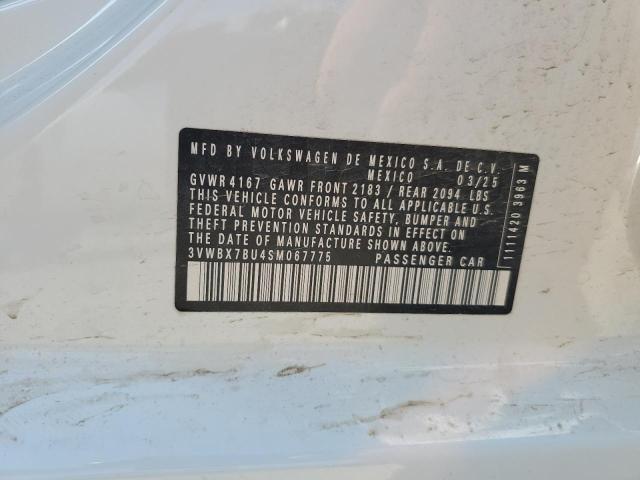 MFD BY VOLKSWAGEN DE MEXICO S.A. DE C.V.
MEXICO 03/25
GVWR 4167 GAWR FRONT 2183 / REAR 2094 LBS
THIS VEHICLE CONFORMS TO ALL APPLICABLE U.S.
FEDERAL MOTOR VEHICLE SAFETY, BUMPER AND
THEFT PREVENTION STANDARDS IN EFFECT ON
THE DATE OF MANUFACTURE SHOWN ABOVE.
3VWBX7BU4SM067775 PASSENGER CAR
1111420 3963 M